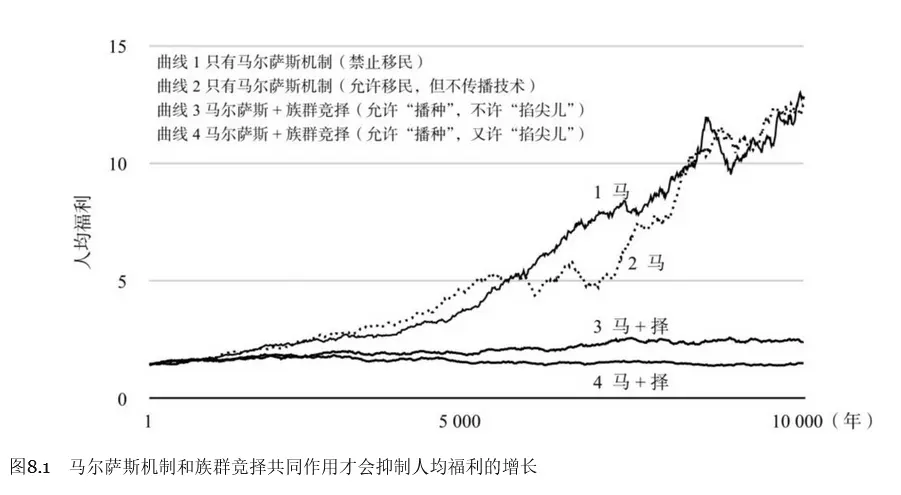 15
曲线 1 只有马尔萨斯机制（禁止移民）
曲线 2 只有马尔萨斯机制（允许移民，但不传播技术）
曲线 3 马尔萨斯 + 族群竞择（允许“播种”，不许“掐尖儿”）
曲线 4 马尔萨斯 + 族群竞择（允许“播种”，又许“掐尖儿”）
10
1 马
人均福利
2 马
5
3 马 + 择
4 马 + 择
0
1 5 000 10 000（年）
图8.1 马尔萨斯机制和族群竞择共同作用才会抑制人均福利的增长